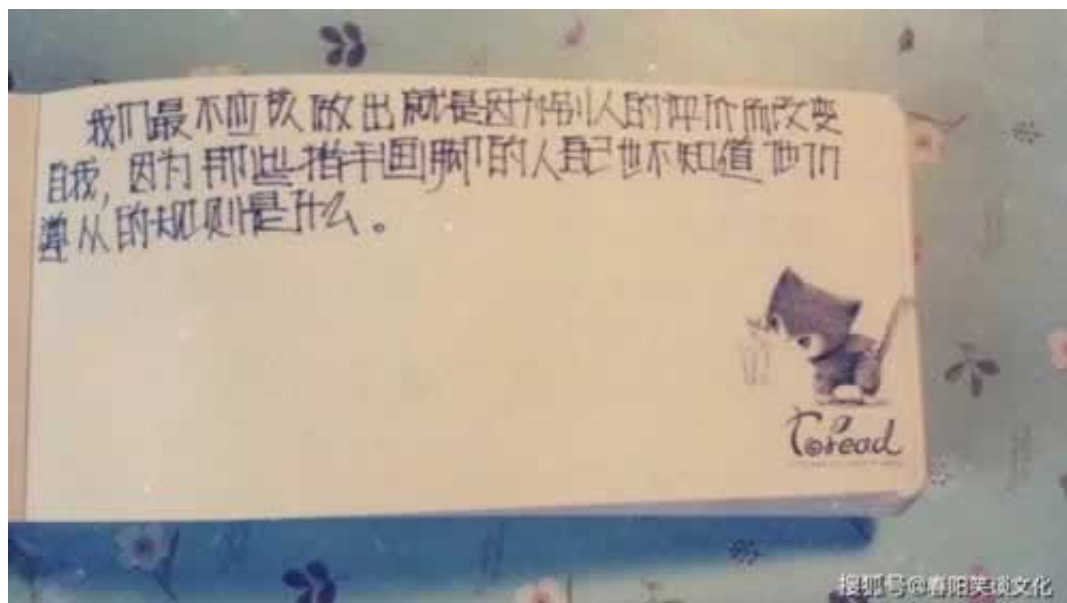 我们最不应该做出就是因为别人的评价而改变
自我，因为那些指手画脚的人自己也不知道他们
遵从的规则是什么。
Coread
搜狐号@春阳笑谈文化